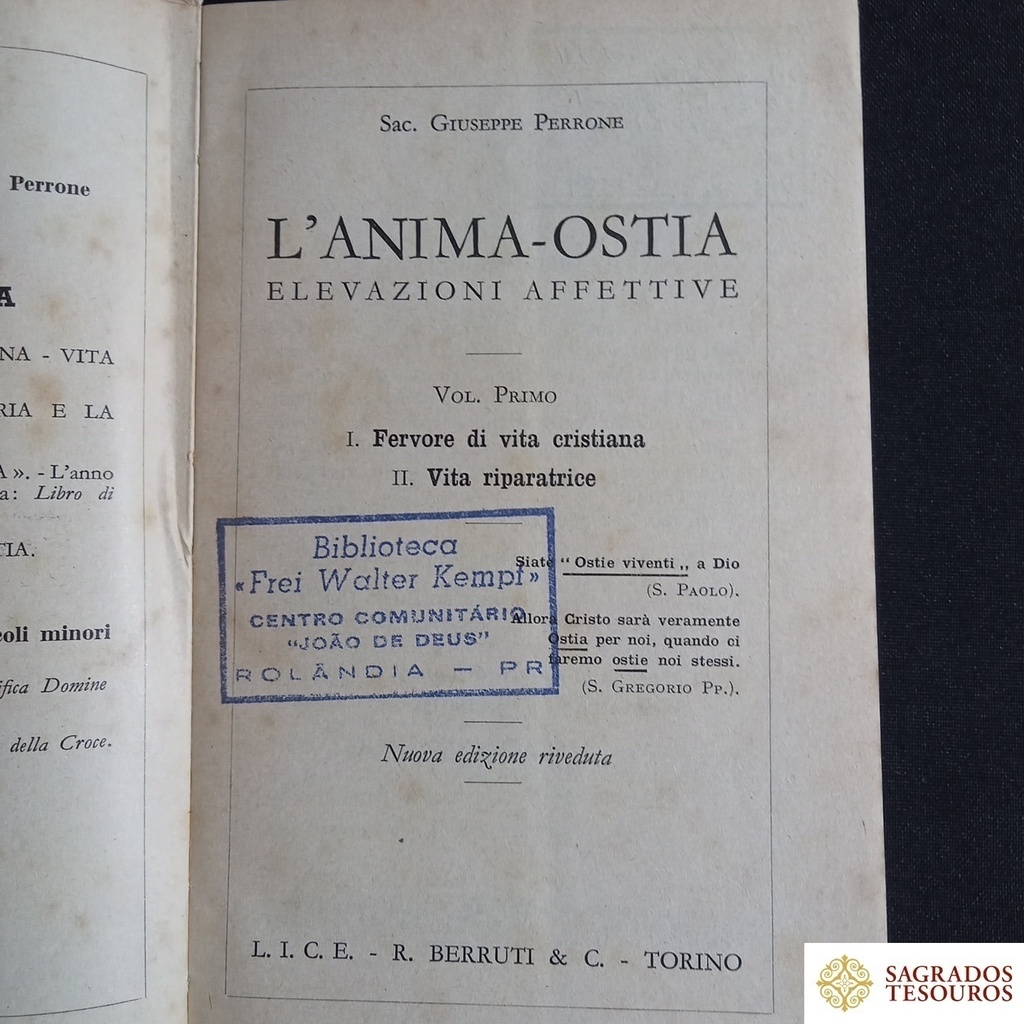 Perrone
A
NA - VITA
RIA E LA
A ». - L'anno
a: Libro di
TIA.
coli minori
ifica Domine
della Croce.
Sac. GIUSEPPE PERRONE
L'ANIMA-OSTIA
ELEVAZIONI AFFETTIVE
VOL. PRIMO
I. Fervore di vita cristiana
II. Vita riparatrice
Siate “ Ostie viventi „ a Dio
(S. PAOLO).
Allora Cristo sarà veramente
Ostia per noi, quando ci
faremo ostie noi stessi.
(S. GREGORIO PP.).
Biblioteca
«Frei Walter Kempf»
CENTRO COMUNITÁRIO
"JOÃO DE DEUS"
ROLÂNDIA - PR
Nuova edizione riveduta
L. I. C. E. - R. BERRUTI & C. - TORINO
SAGRADOS
TESOUROS